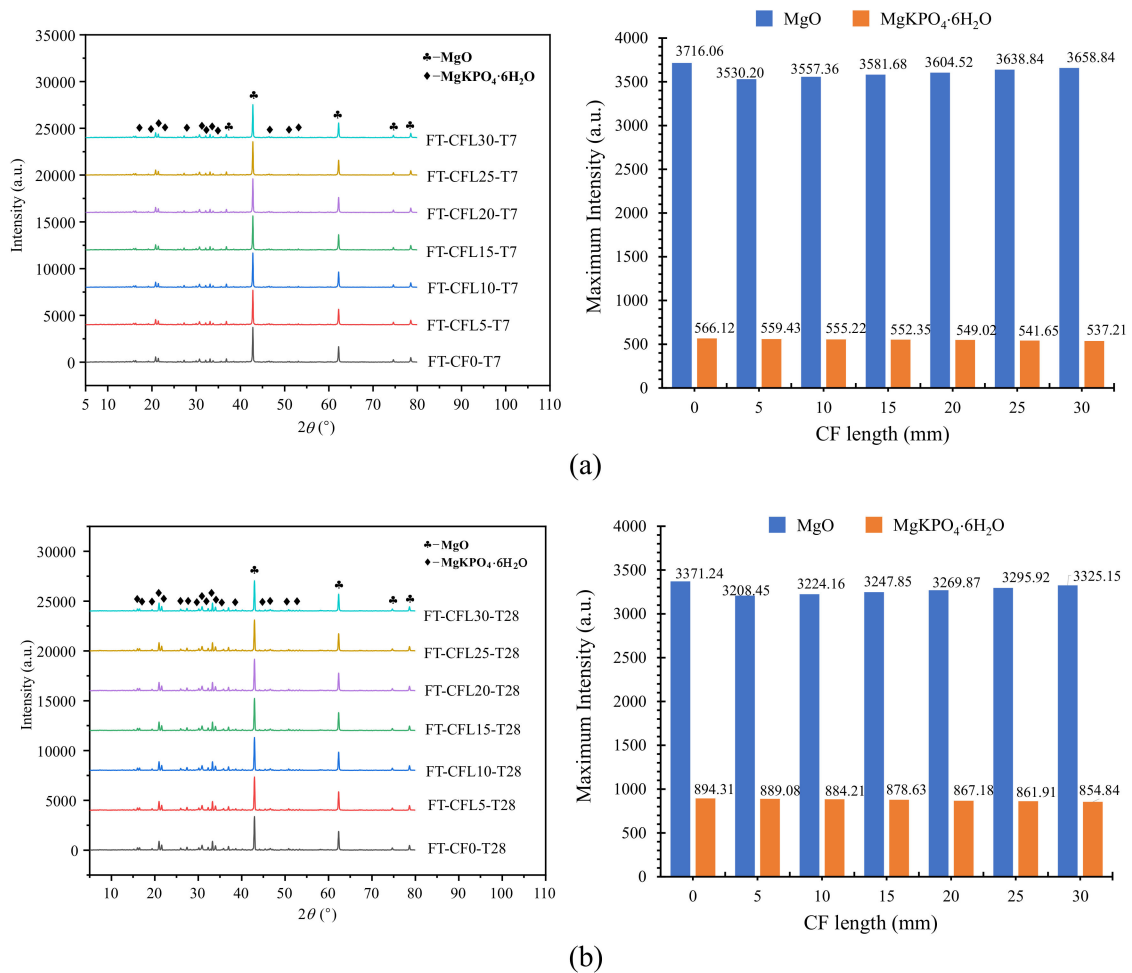 35000
30000
25000
20000
15000
10000
5000
0
Intensity (a.u.)
♣–MgO
♦–MgKPO₄·6H₂O
FT-CFL30-T7
FT-CFL25-T7
FT-CFL20-T7
FT-CFL15-T7
FT-CFL10-T7
FT-CFL5-T7
FT-CF0-T7
5 10 20 30 40 50 60 70 80 90 100 110
2θ (°)
MgO MgKPO₄·6H₂O
4000
3500
3000
2500
2000
1500
1000
500
0
Maximum Intensity (a.u.)
3716.06 3530.20 3557.36 3581.68 3604.52 3638.84 3658.84
566.12 559.43 555.22 552.35 549.02 541.65 537.21
0 5 10 15 20 25 30
CF length (mm)
(a)
30000
25000
20000
15000
10000
5000
0
Intensity (a.u.)
♣–MgO
♦–MgKPO₄·6H₂O
FT-CFL30-T28
FT-CFL25-T28
FT-CFL20-T28
FT-CFL15-T28
FT-CFL10-T28
FT-CFL5-T28
FT-CF0-T28
10 20 30 40 50 60 70 80 90 100 110
2θ (°)
MgO MgKPO₄·6H₂O
4000
3500
3000
2500
2000
1500
1000
500
0
Maximum Intensity (a.u.)
3371.24 3208.45 3224.16 3247.85 3269.87 3295.92 3325.15
894.31 889.08 884.21 878.63 867.18 861.91 854.84
0 5 10 15 20 25 30
CF length (mm)
(b)